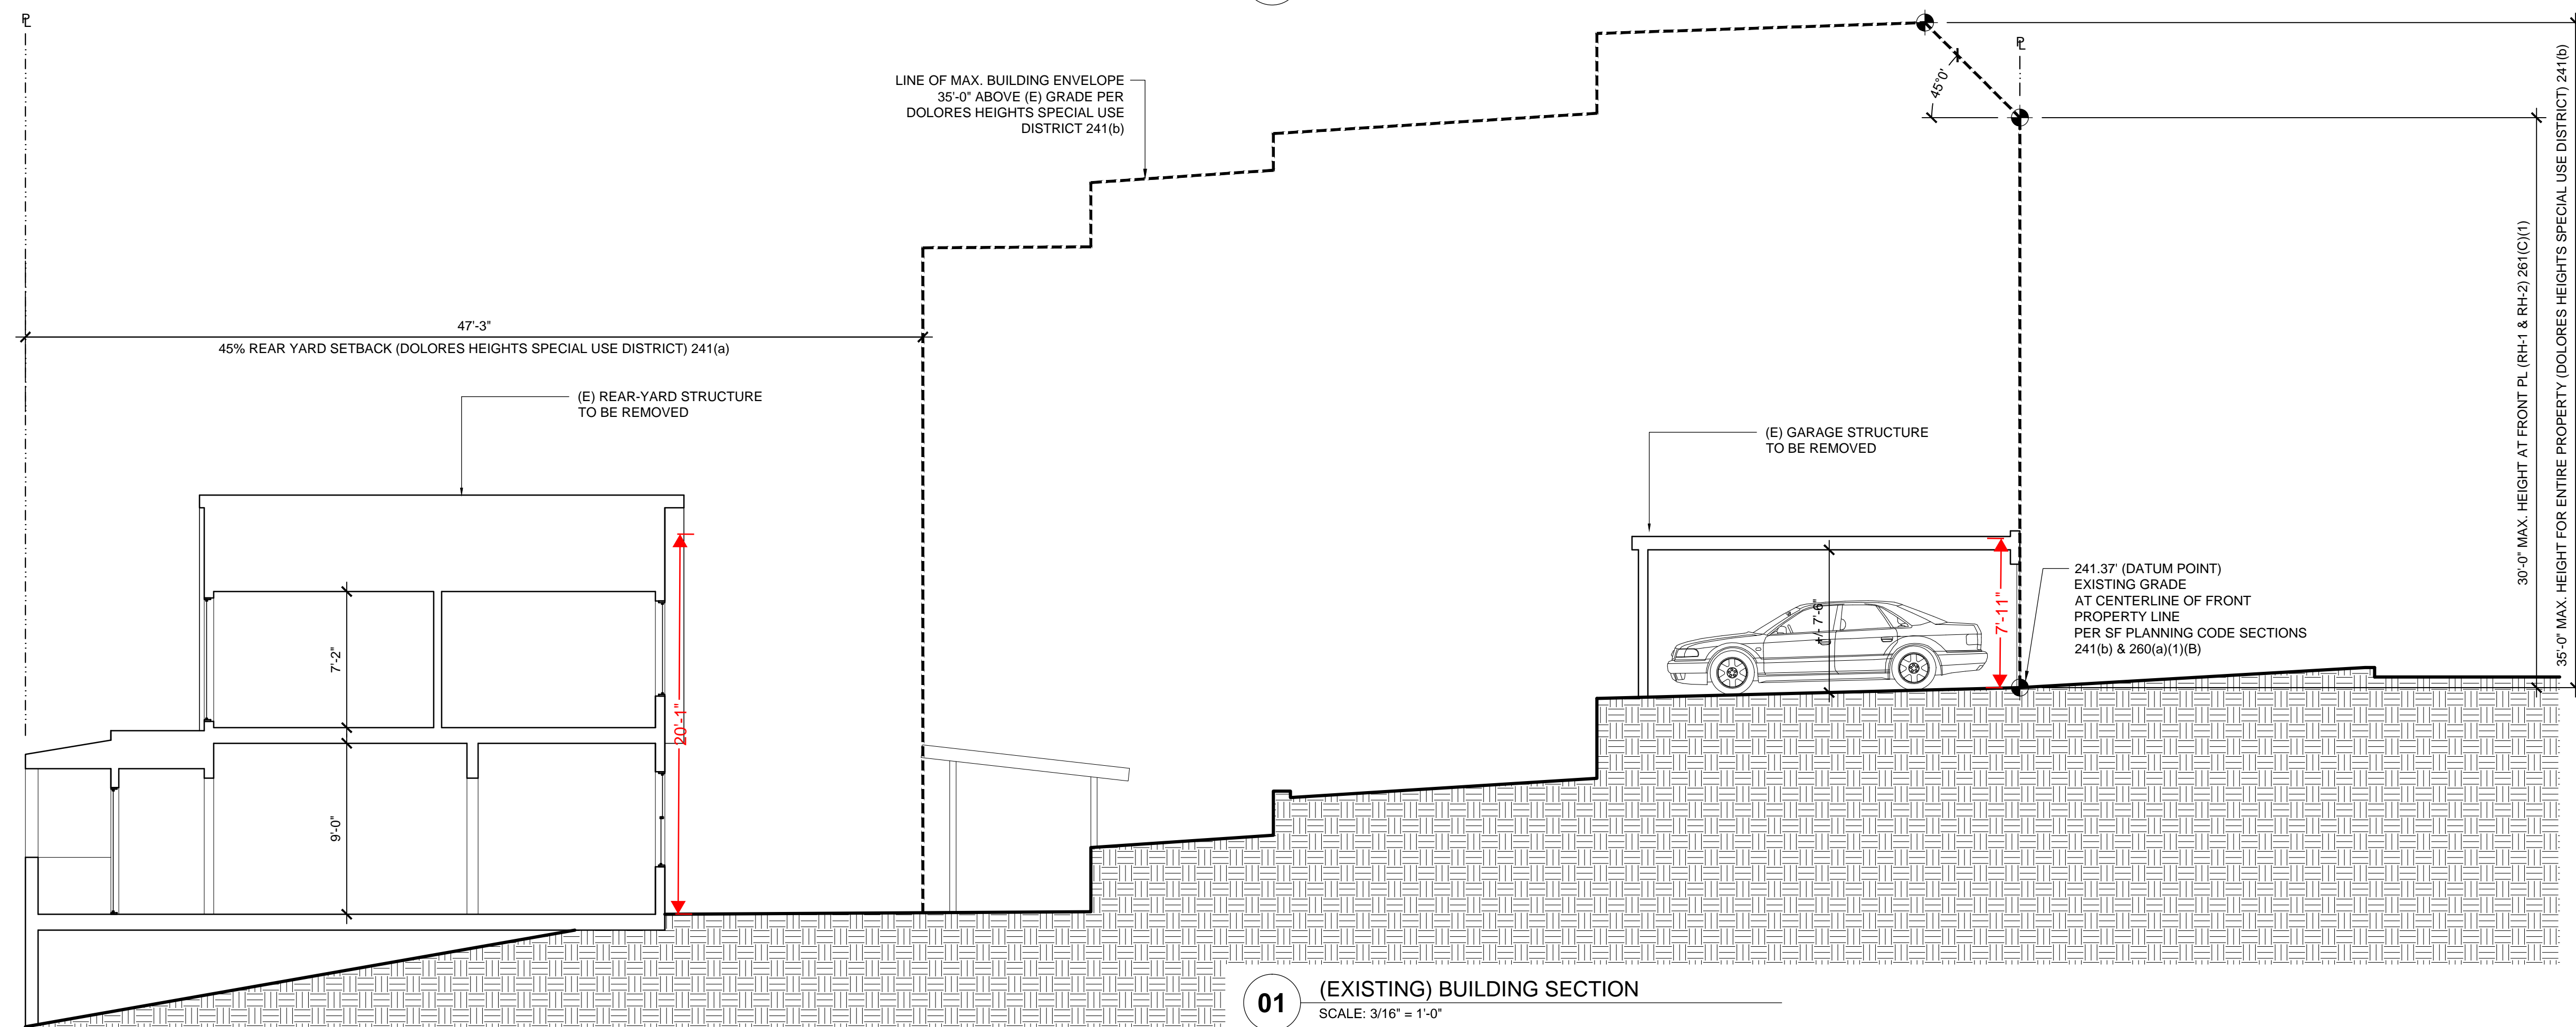 PL
PL
LINE OF MAX. BUILDING ENVELOPE
35'-0" ABOVE (E) GRADE PER
DOLORES HEIGHTS SPECIAL USE
DISTRICT 241(b)
45°0'
47'-3"
45% REAR YARD SETBACK (DOLORES HEIGHTS SPECIAL USE DISTRICT) 241(a)
(E) REAR-YARD STRUCTURE
TO BE REMOVED
(E) GARAGE STRUCTURE
TO BE REMOVED
30'-0" MAX. HEIGHT AT FRONT PL (RH-1 & RH-2) 261(C)(1)
35'-0" MAX. HEIGHT FOR ENTIRE PROPERTY (DOLORES HEIGHTS SPECIAL USE DISTRICT) 241(b)
241.37' (DATUM POINT)
EXISTING GRADE
AT CENTERLINE OF FRONT
PROPERTY LINE
PER SF PLANNING CODE SECTIONS
241(b) & 260(a)(1)(B)
+/- 7'-6"
7'-11"
7'-2"
20'-1"
9'-0"
01
(EXISTING) BUILDING SECTION
SCALE: 3/16" = 1'-0"